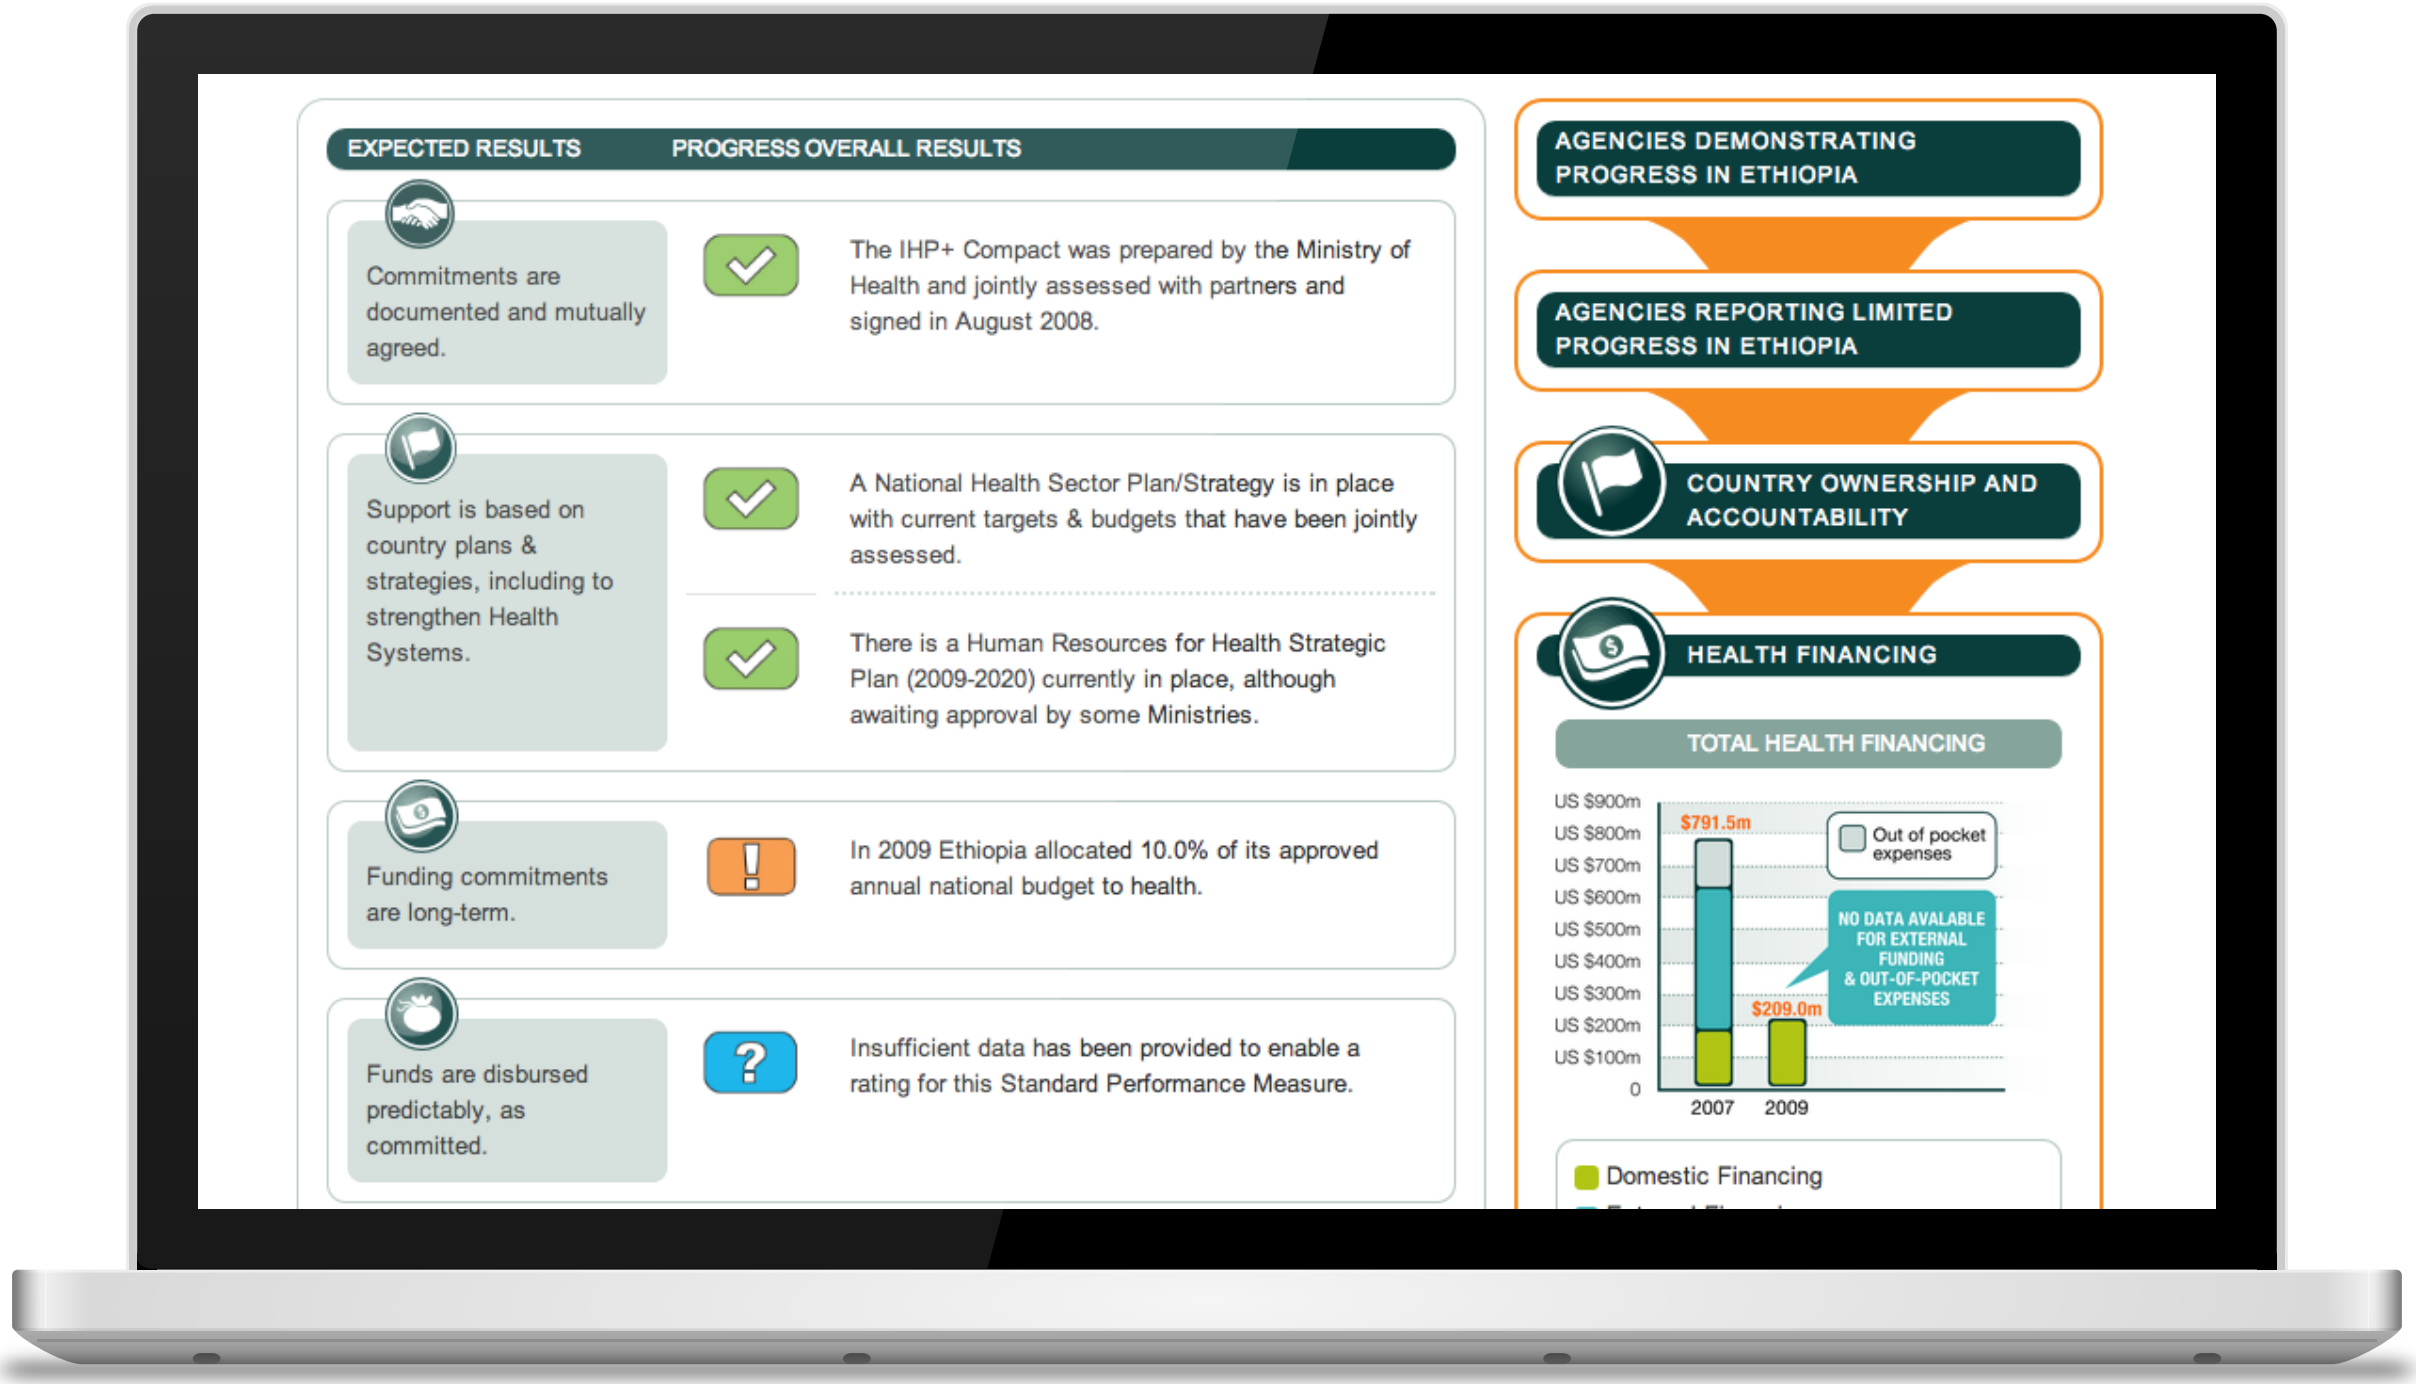 EXPECTED RESULTS
PROGRESS OVERALL RESULTS
Commitments are
documented and mutually
agreed.
The IHP+ Compact was prepared by the Ministry of
Health and jointly assessed with partners and
signed in August 2008.
Support is based on
country plans &
strategies, including to
strengthen Health
Systems.
A National Health Sector Plan/Strategy is in place
with current targets & budgets that have been jointly
assessed.
There is a Human Resources for Health Strategic
Plan (2009-2020) currently in place, although
awaiting approval by some Ministries.
Funding commitments
are long-term.
In 2009 Ethiopia allocated 10.0% of its approved
annual national budget to health.
Funds are disbursed
predictably, as
committed.
Insufficient data has been provided to enable a
rating for this Standard Performance Measure.
AGENCIES DEMONSTRATING
PROGRESS IN ETHIOPIA
AGENCIES REPORTING LIMITED
PROGRESS IN ETHIOPIA
COUNTRY OWNERSHIP AND
ACCOUNTABILITY
HEALTH FINANCING
TOTAL HEALTH FINANCING
US $900m
US $800m
US $700m
US $600m
US $500m
US $400m
US $300m
US $200m
US $100m
0
$791.5m
$209.0m
Out of pocket
expenses
NO DATA AVALABLE
FOR EXTERNAL
FUNDING
& OUT-OF-POCKET
EXPENSES
2007
2009
Domestic Financing